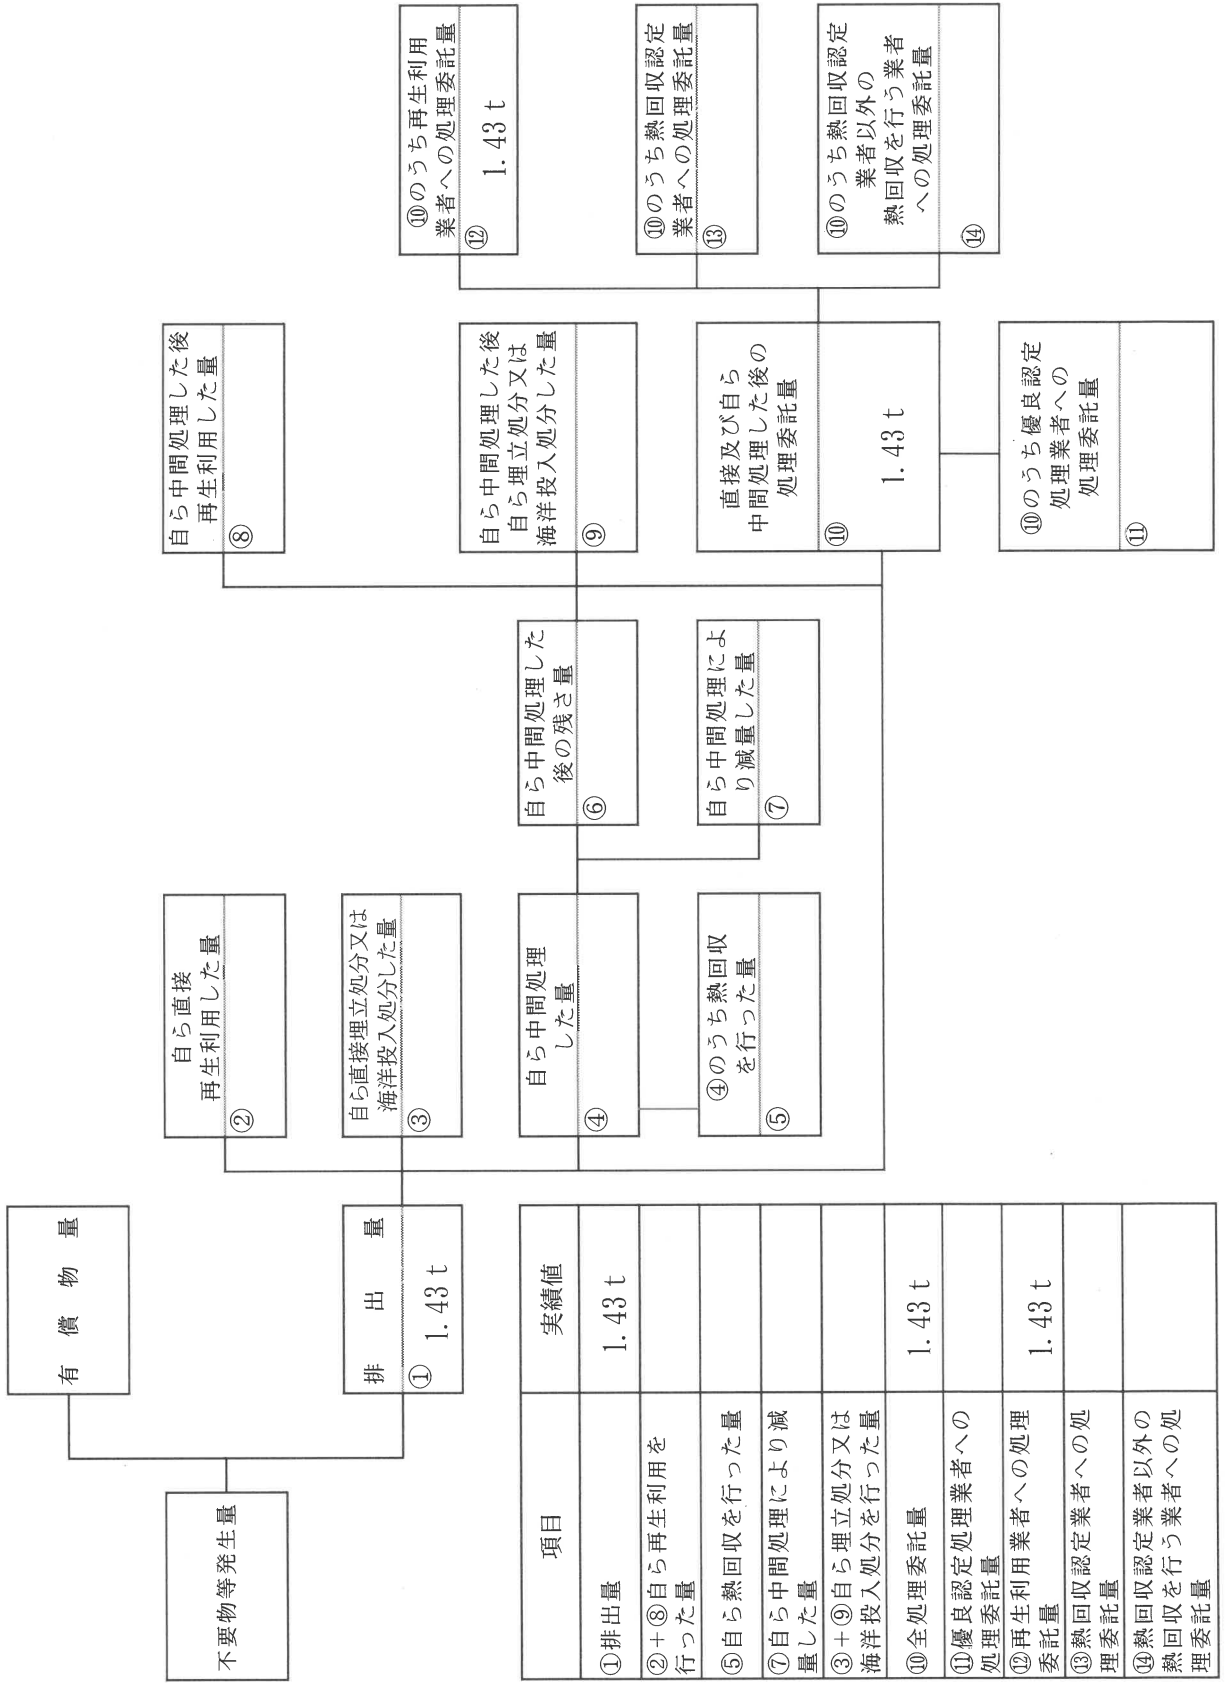 不要物等発生量
有償物量
排出量
①
1.43t
自ら直接
再生利用した量
②
自ら直接埋立処分又は
海洋投入処分した量
③
自ら中間処理
した量
④
④のうち熱回収
を行った量
⑤
自ら中間処理した
後の残さ量
⑥
自ら中間処理によ
り減量した量
⑦
自ら中間処理した後
再生利用した量
⑧
自ら中間処理した後
自ら埋立処分又は
海洋投入処分した量
⑨
直接及び自ら
中間処理した後の
処理委託量
⑩
1.43t
⑩のうち優良認定
処理業者への
処理委託量
⑪
⑩のうち再生利用
業者への処理委託量
⑫
1.43t
⑩のうち熱回収認定
業者への処理委託量
⑬
⑩のうち熱回収認定
業者以外の
熱回収を行う業者
への処理委託量
⑭
項目 実績値
①排出量 1.43t
②+⑧自ら再生利用を
行った量
⑤自ら熱回収を行った量
⑦自ら中間処理により減
量した量
③+⑨自ら埋立処分又は
海洋投入処分を行った量
⑩全処理委託量 1.43t
⑪優良認定処理業者への
処理委託量
⑫再生利用業者への処理
委託量 1.43t
⑬熱回収認定業者への処
理委託量
⑭熱回収認定業者以外の
熱回収を行う業者への処
理委託量